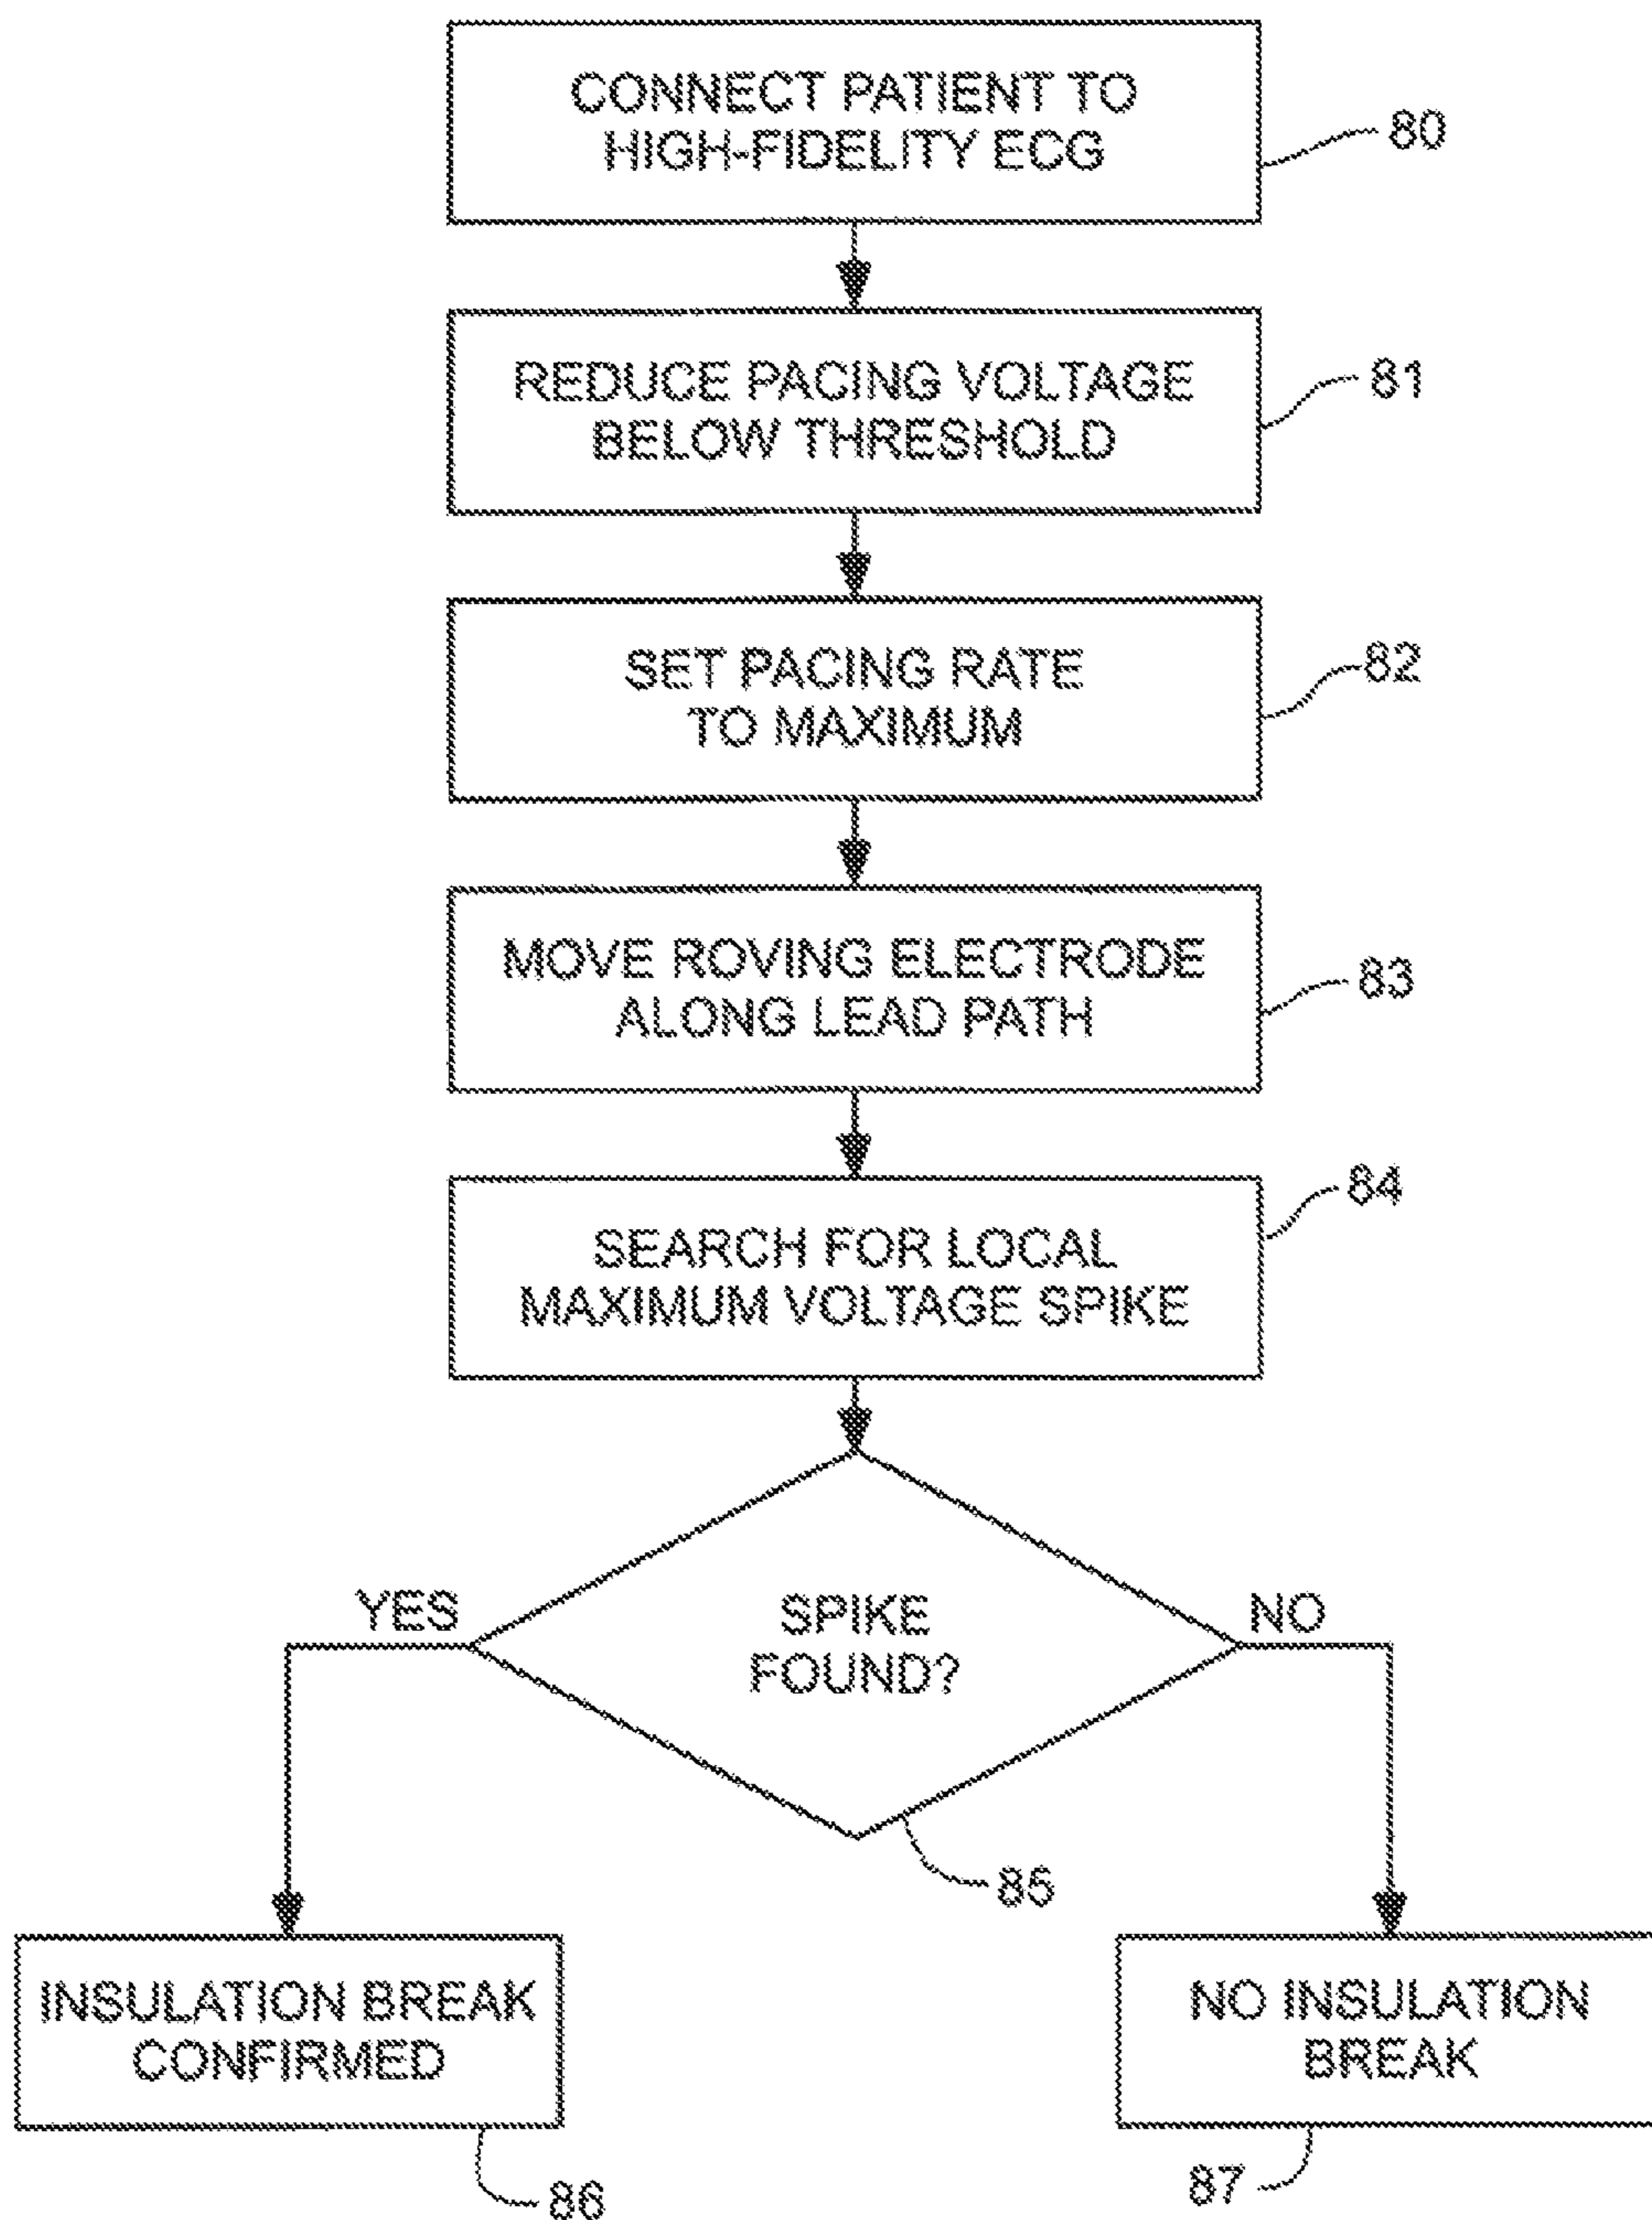 CONNECT PATIENT TO
HIGH-FIDELITY ECG
80
REDUCE PACING VOLTAGE
BELOW THRESHOLD
81
SET PACING RATE
TO MAXIMUM
82
MOVE ROVING ELECTRODE
ALONG LEAD PATH
83
SEARCH FOR LOCAL
MAXIMUM VOLTAGE SPIKE
84
YES
SPIKE
FOUND?
NO
85
INSULATION BREAK
CONFIRMED
86
NO INSULATION
BREAK
87